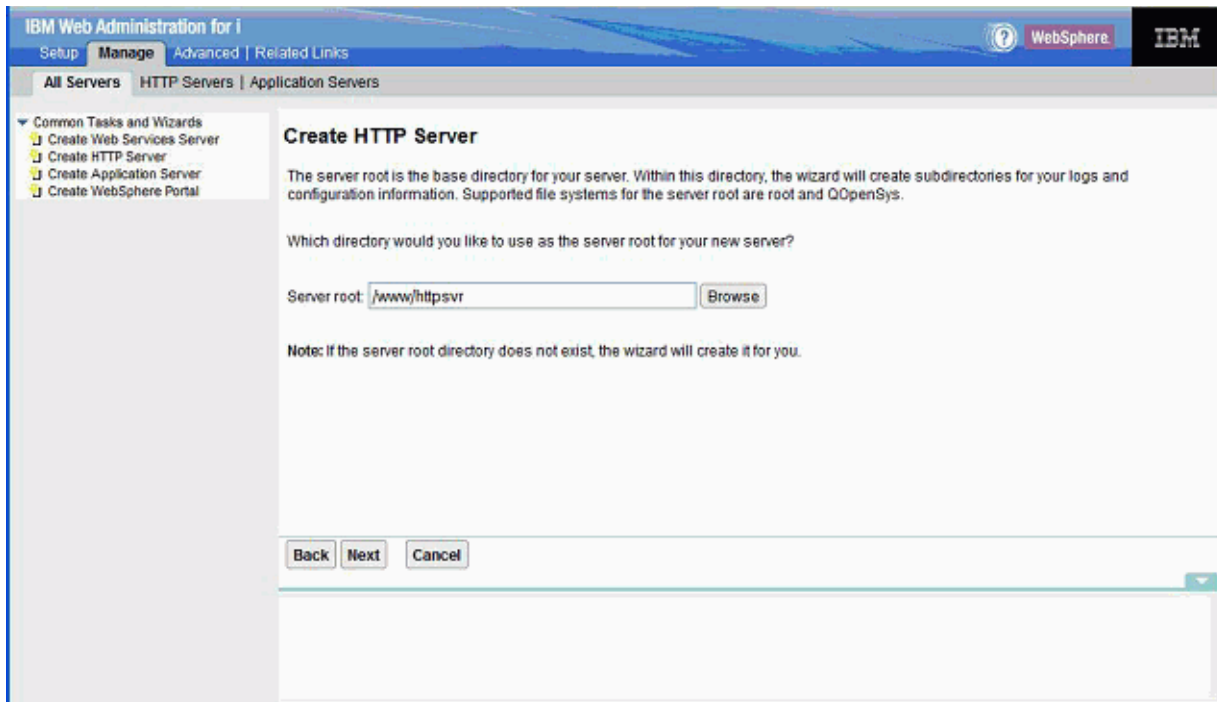 IBM Web Administration for i
Setup Manage Advanced | Related Links
? WebSphere. IBM
All Servers HTTP Servers | Application Servers
Common Tasks and Wizards
Create Web Services Server
Create HTTP Server
Create Application Server
Create WebSphere Portal
Create HTTP Server
The server root is the base directory for your server. Within this directory, the wizard will create subdirectories for your logs and
configuration information. Supported file systems for the server root are root and QOpenSys.
Which directory would you like to use as the server root for your new server?
Server root: /www/httpsvr Browse
Note: If the server root directory does not exist, the wizard will create it for you.
Back Next Cancel